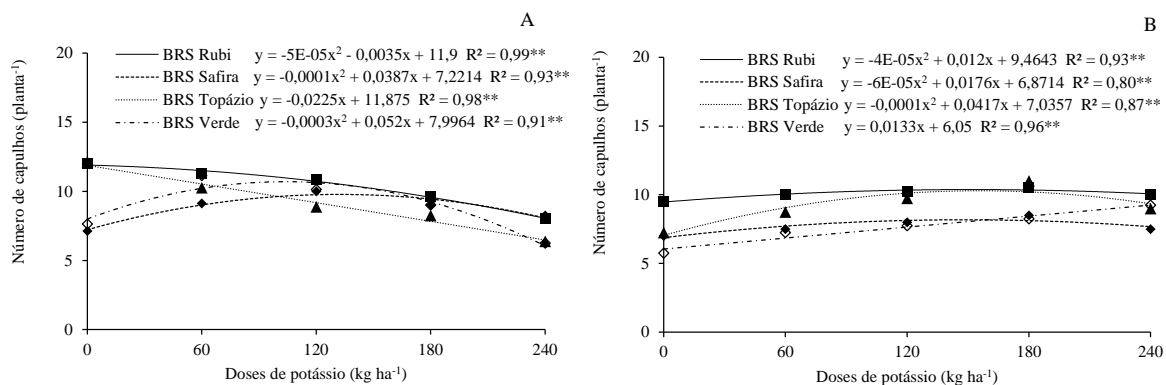 A
BRS Rubi y = -5E-05x² - 0,0035x + 11,9 R² = 0,99**
BRS Safira y = -0,0001x² + 0,0387x + 7,2214 R² = 0,93**
BRS Topázio y = -0,0225x + 11,875 R² = 0,98**
BRS Verde y = -0,0003x² + 0,052x + 7,9964 R² = 0,91**
Número de capulhos (planta⁻¹)
20
15
10
5
0
0 60 120 180 240
Doses de potássio (kg ha⁻¹)
B
BRS Rubi y = -4E-05x² + 0,012x + 9,4643 R² = 0,93**
BRS Safira y = -6E-05x² + 0,0176x + 6,8714 R² = 0,80**
BRS Topázio y = -0,0001x² + 0,0417x + 7,0357 R² = 0,87**
BRS Verde y = 0,0133x + 6,05 R² = 0,96**
Número de capulhos (planta⁻¹)
20
15
10
5
0
0 60 120 180 240
Doses de potássio (kg ha⁻¹)